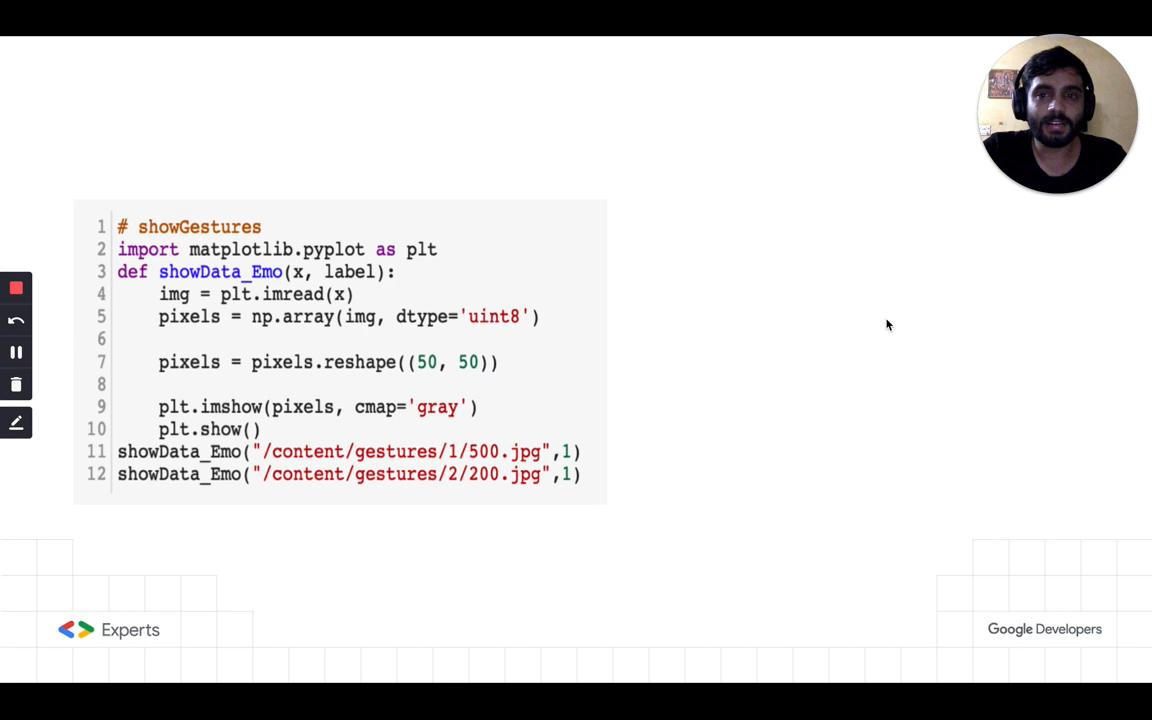 1 # showGestures
2 import matplotlib.pyplot as plt
3 def showData_Emo(x, label):
4     img = plt.imread(x)
5     pixels = np.array(img, dtype='uint8')
6
7     pixels = pixels.reshape((50, 50))
8
9     plt.imshow(pixels, cmap='gray')
10     plt.show()
11 showData_Emo("/content/gestures/1/500.jpg",1)
12 showData_Emo("/content/gestures/2/200.jpg",1)
Experts
Google Developers